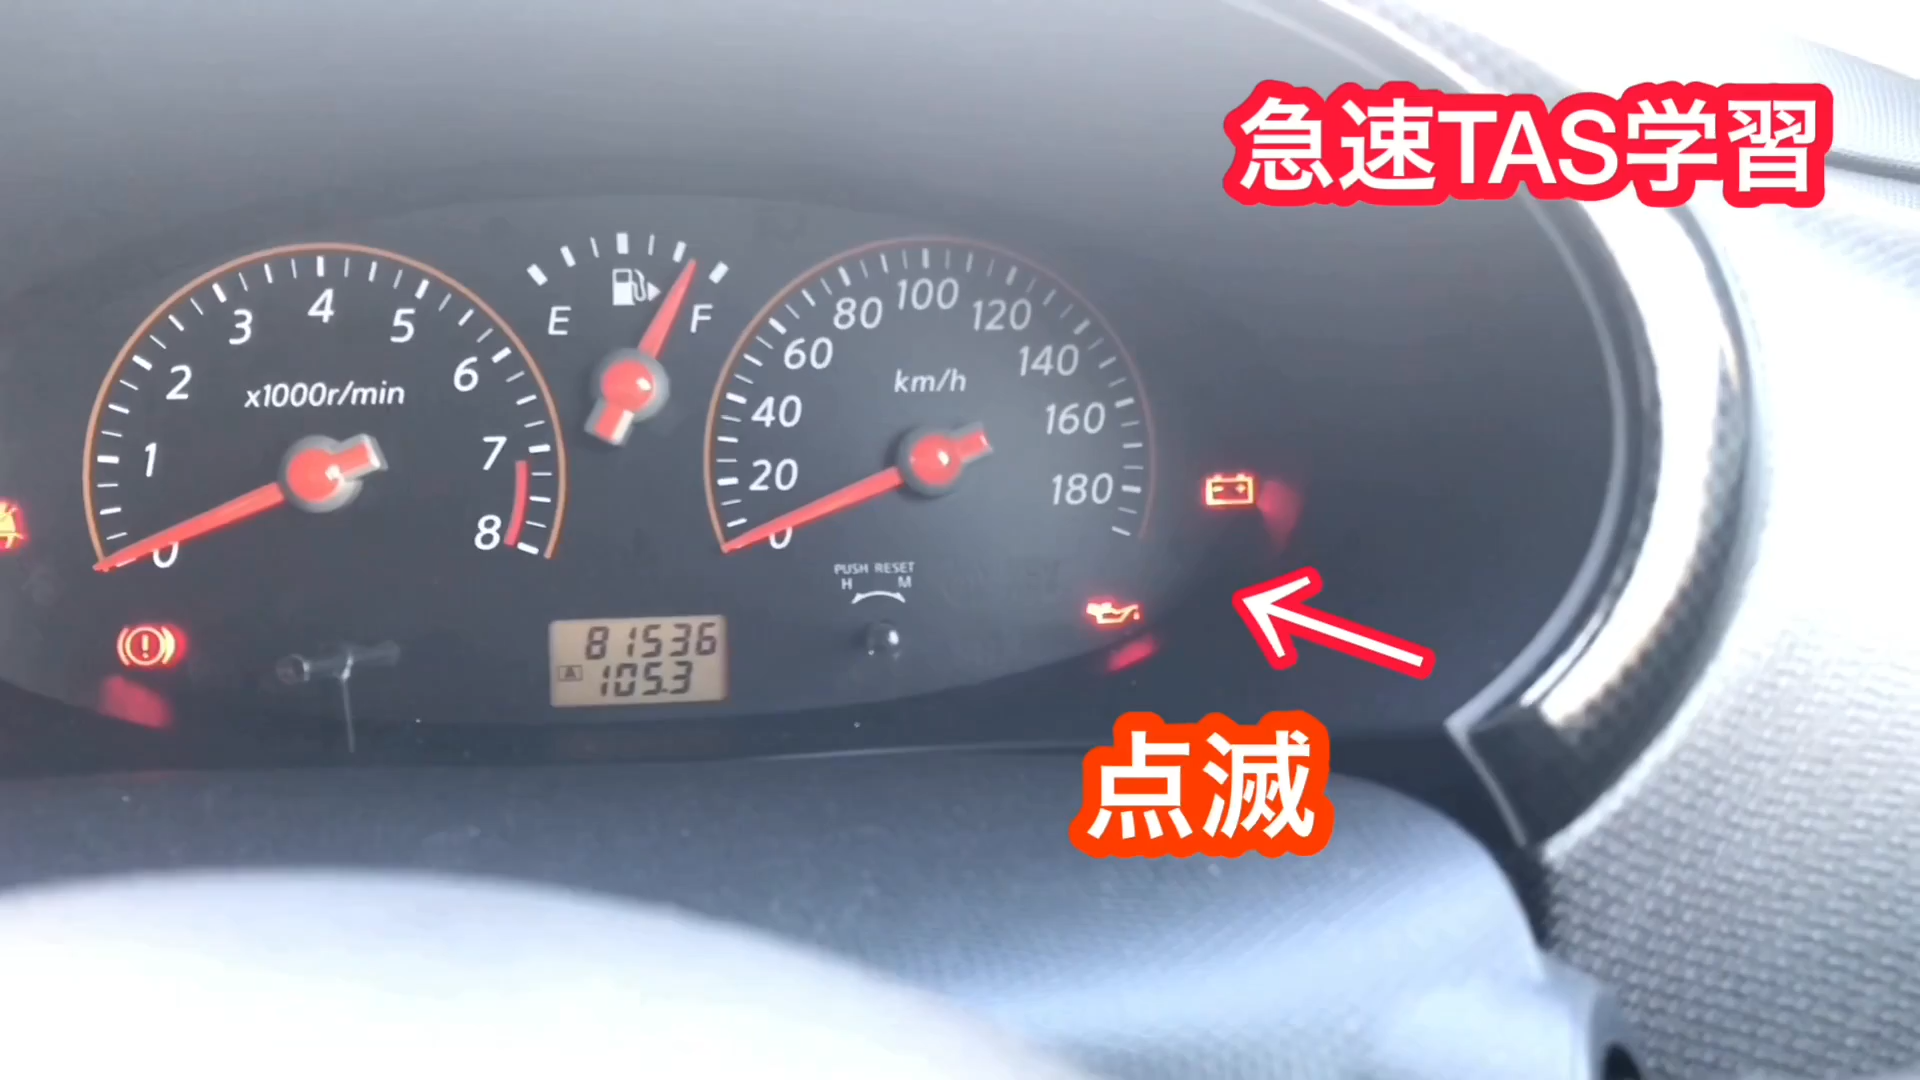 急速TAS学習
E F
0 1 2 3 4 5 6 7 8
x1000r/min
0 20 40 60 80 100 120 140 160 180
km/h
PUSH RESET
H M
81536
A 105.3
点滅